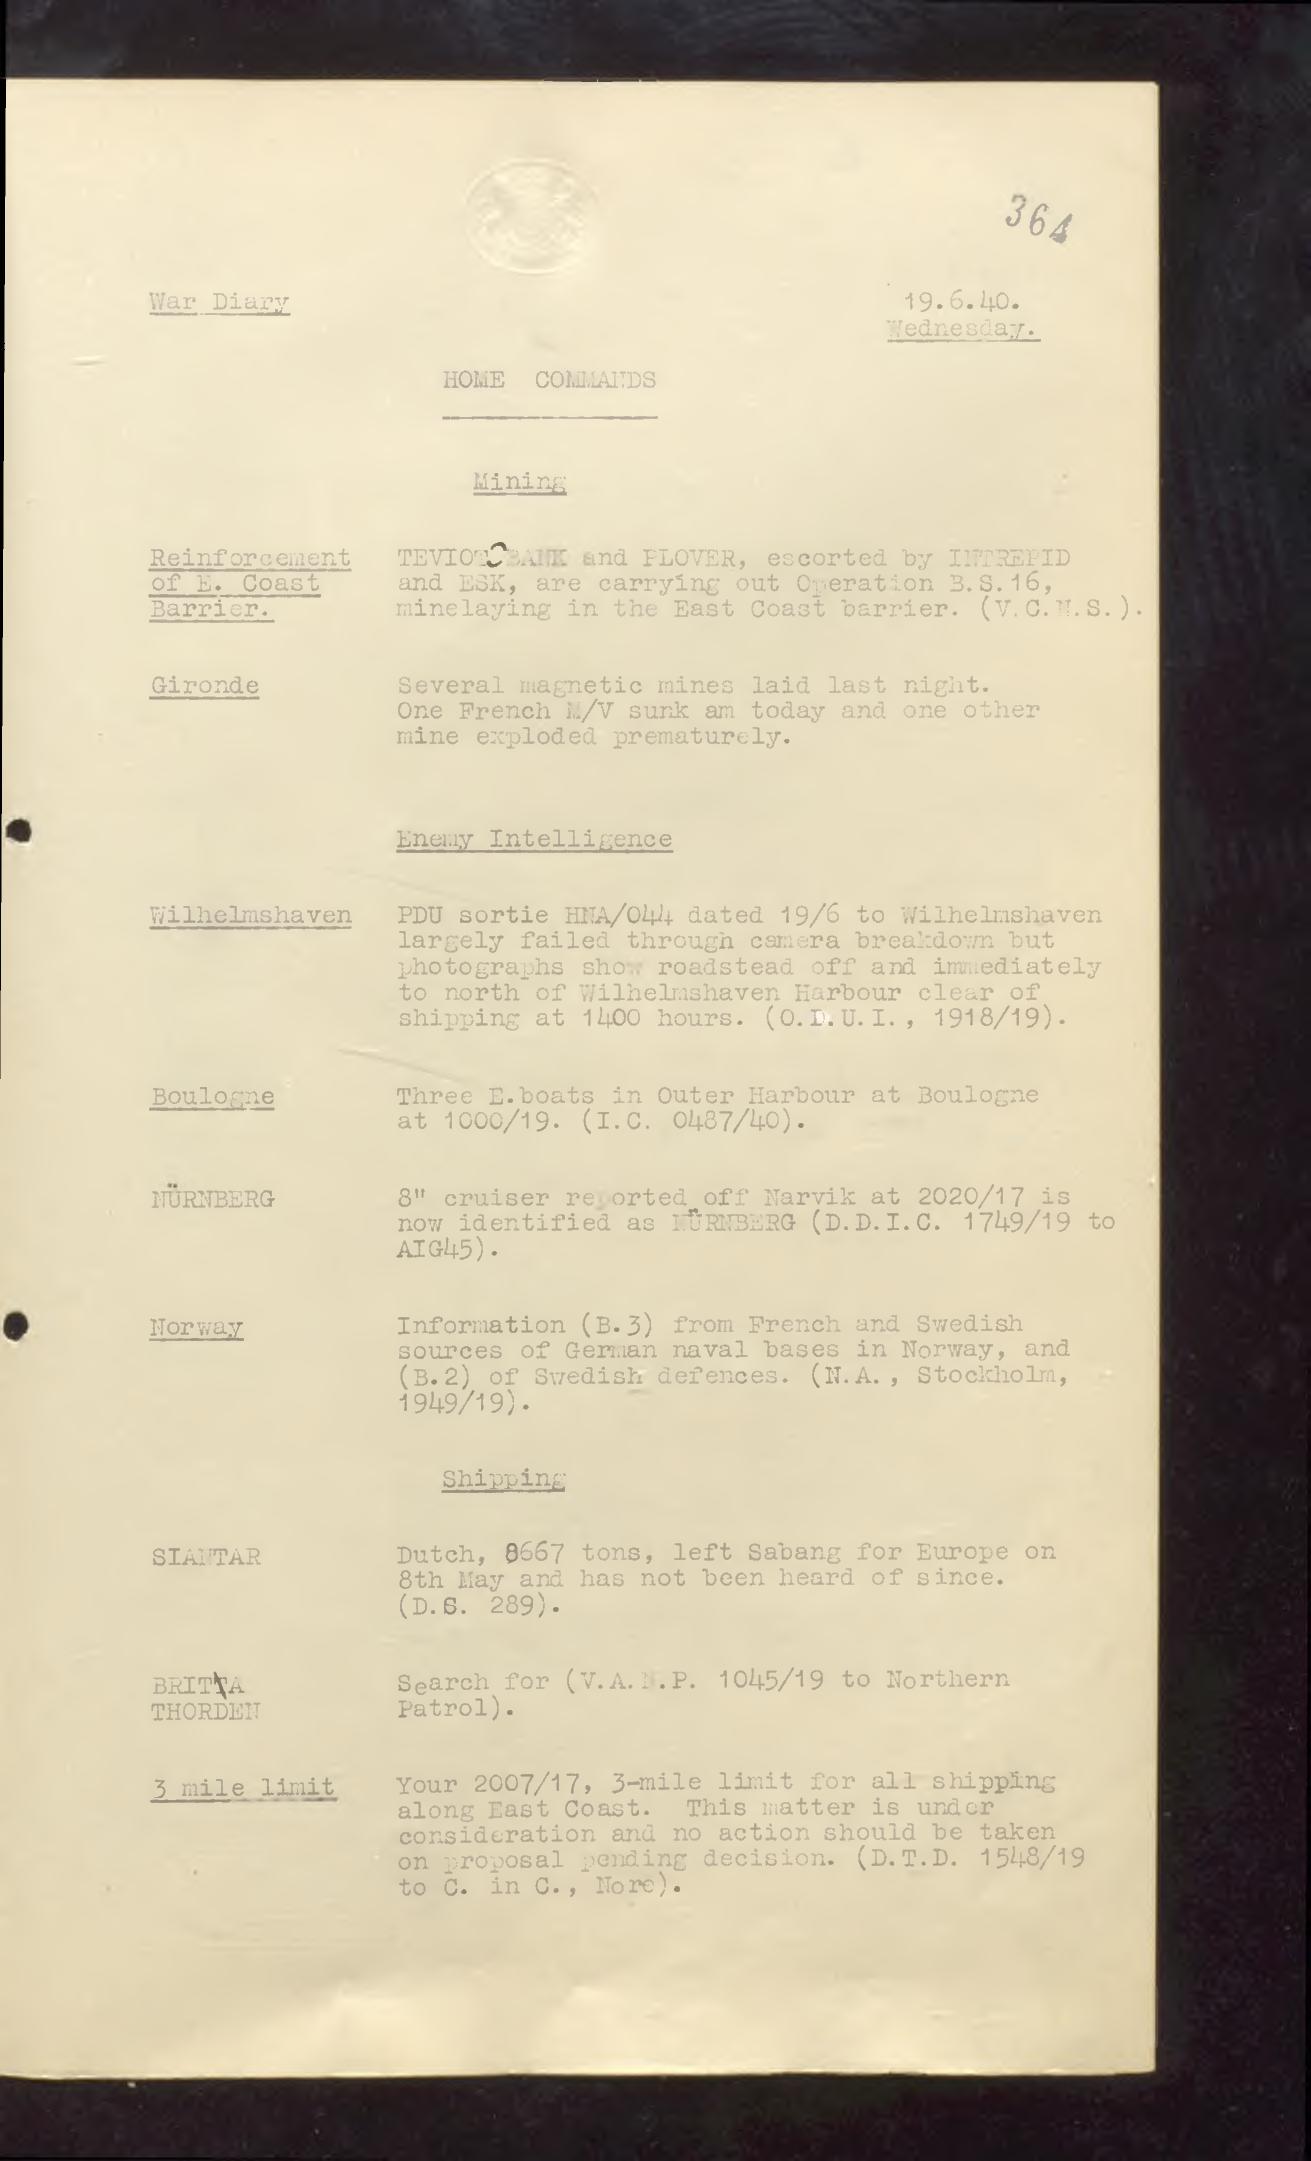 364
War Diary
19.6.40.
Wednesday.
HOME COMMANDS
Mining
Reinforcement of E. Coast Barrier.
TEVIOTBANK and PLOVER, escorted by INTREPID
and ESK, are carrying out Operation B.S.16,
minelaying in the East Coast barrier. (V.C.N.S.).
Gironde
Several magnetic mines laid last night.
One French M/V sunk am today and one other
mine exploded prematurely.
Enemy Intelligence
Wilhelmshaven
PDU sortie HNA/044 dated 19/6 to Wilhelmshaven
largely failed through camera breakdown but
photographs show roadstead off and immediately
to north of Wilhelmshaven Harbour clear of
shipping at 1400 hours. (O.D.U.I., 1918/19).
Boulogne
Three E.boats in Outer Harbour at Boulogne
at 1000/19. (I.C. 0487/40).
NÜRNBERG
8" cruiser reported off Narvik at 2020/17 is
now identified as NÜRNBERG (D.D.I.C. 1749/19 to
AIG45).
Norway
Information (B.3) from French and Swedish
sources of German naval bases in Norway, and
(B.2) of Swedish defences. (N.A., Stockholm,
1949/19).
Shipping
SIANTAR
Dutch, 8667 tons, left Sabang for Europe on
8th May and has not been heard of since.
(D.S. 289).
BRITTA
THORDEN
Search for (V.A.N.P. 1045/19 to Northern
Patrol).
3 mile limit
Your 2007/17, 3-mile limit for all shipping
along East Coast. This matter is under
consideration and no action should be taken
on proposal pending decision. (D.T.D. 1548/19
to C. in C., Nore).